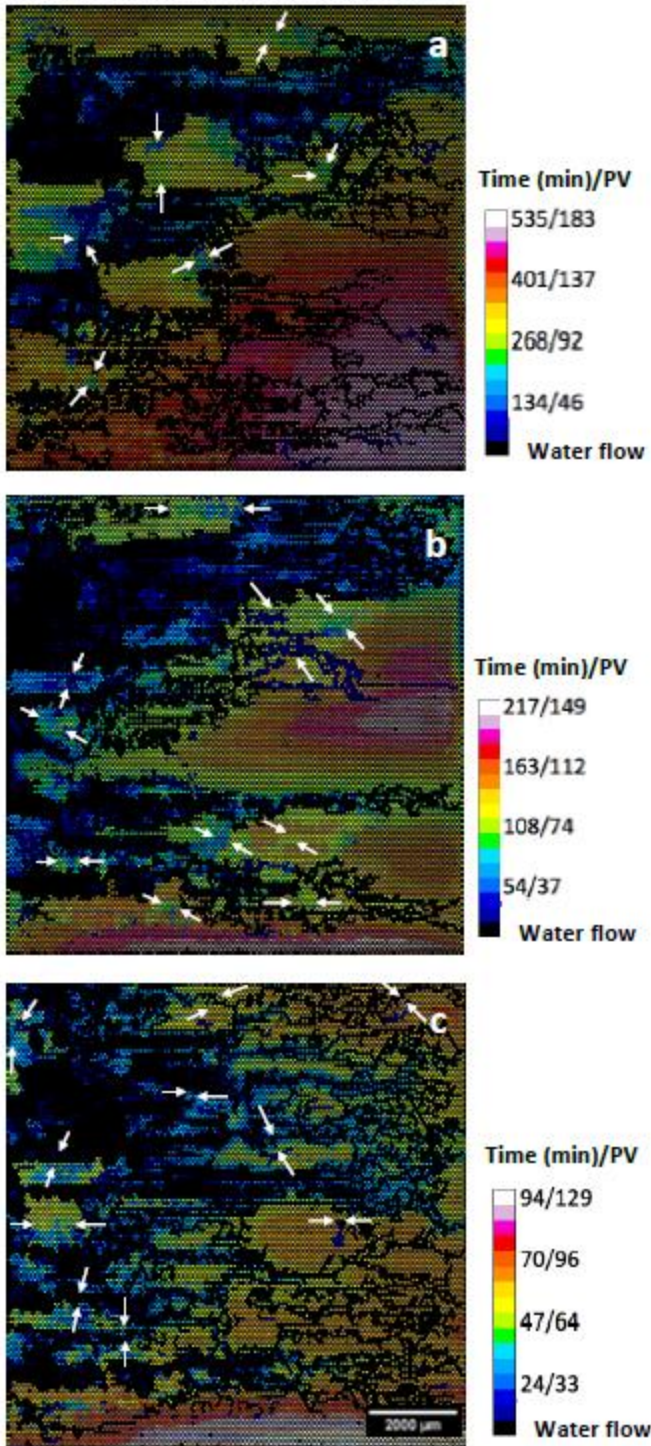 a
Time (min)/PV
535/183
401/137
268/92
134/46
Water flow
b
Time (min)/PV
217/149
163/112
108/74
54/37
Water flow
c
Time (min)/PV
94/129
70/96
47/64
24/33
Water flow
2000 µm